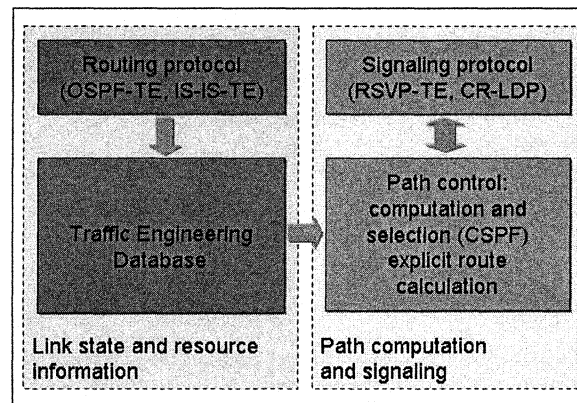 Routing protocol
(OSPF-TE, IS-IS-TE)
Traffic Engineering
Database
Link state and resource
information
Signaling protocol
(RSVP-TE, CR-LDP)
Path control:
computation and
selection (CSPF)
explicit route
calculation
Path computation
and signaling